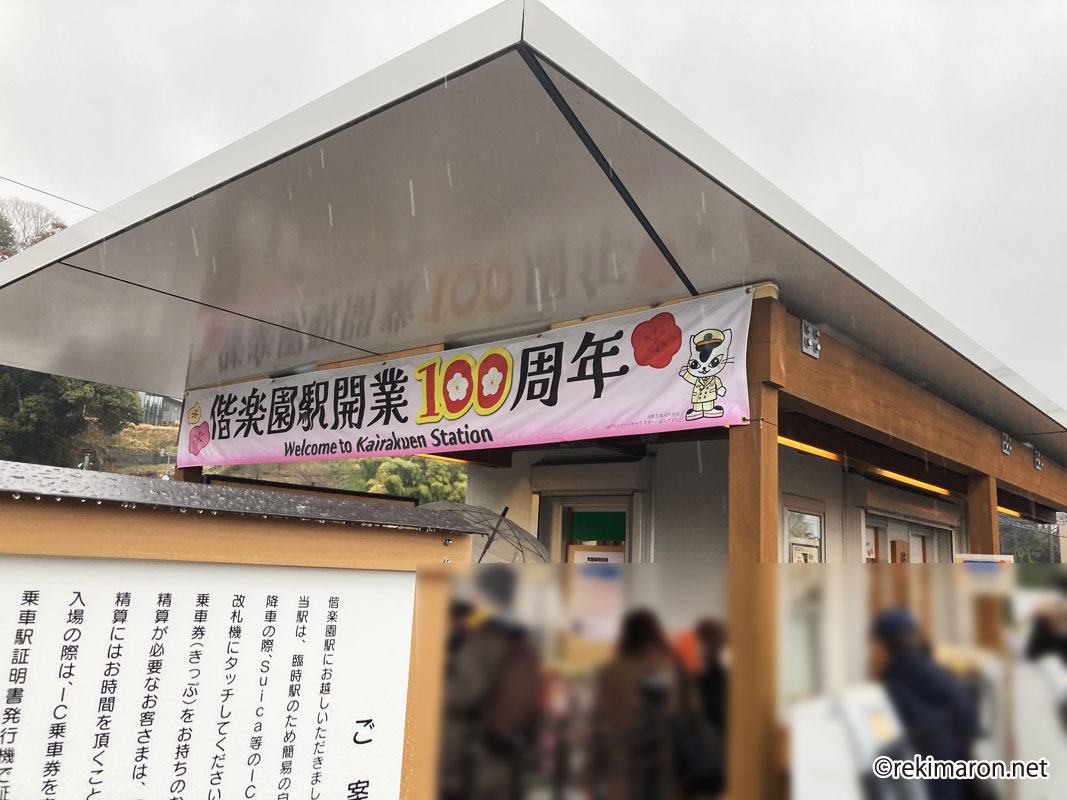 偕楽園駅開業100周年
Welcome to Kairakuen Station
ご
偕楽園駅にお越しいただきまし
当駅は、臨時駅のため簡易の自
降車の際、Suica等のIC
改札機にタッチしてください
乗車券(きっぷ)をお持ちのお
精算が必要なお客さまは、
精算にはお時間を頂くこと
入場の際は、IC乗車券を
乗車駅証明書発行機で
©rekimaron.net